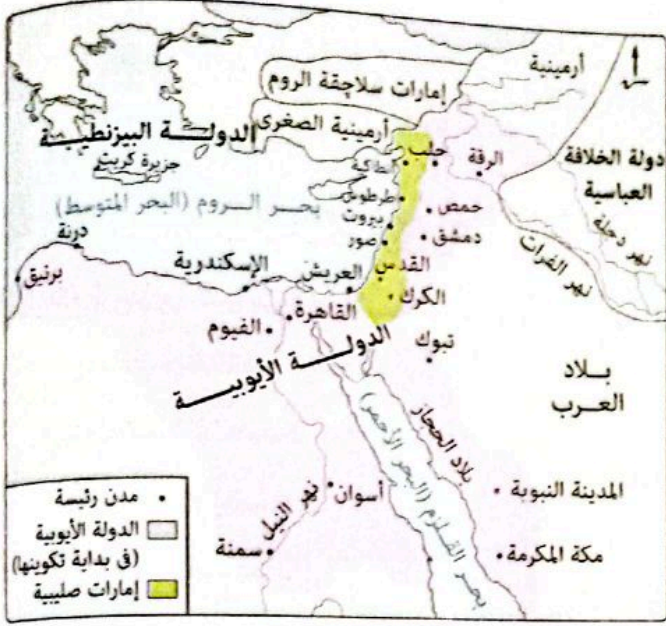 أرمينية
إمارات سلاجقة الروم
أرمينية الصغرى
الدولة البيزنطية
جزيرة كريت
دولة الخلافة
العباسية
نهر دجلة
نهر الفرات
حلب
الرقة
أنطاكية
طرطوش
حمص
بيروت
دمشق
صور
بحر الروم (البحر المتوسط)
درنة
برنيق
الإسكندرية
العريش
القدس
الكرك
القاهرة
الفيوم
تبوك
الدولة الأيوبية
بلاد
العرب
بلاد الحجاز
بحر القلزم (البحر الأحمر)
المدينة النبوية
مكة المكرمة
أسوان
نهر النيل
سمنة
مدن رئيسة
الدولة الأيوبية
(فى بداية تكوينها)
إمارات صليبية